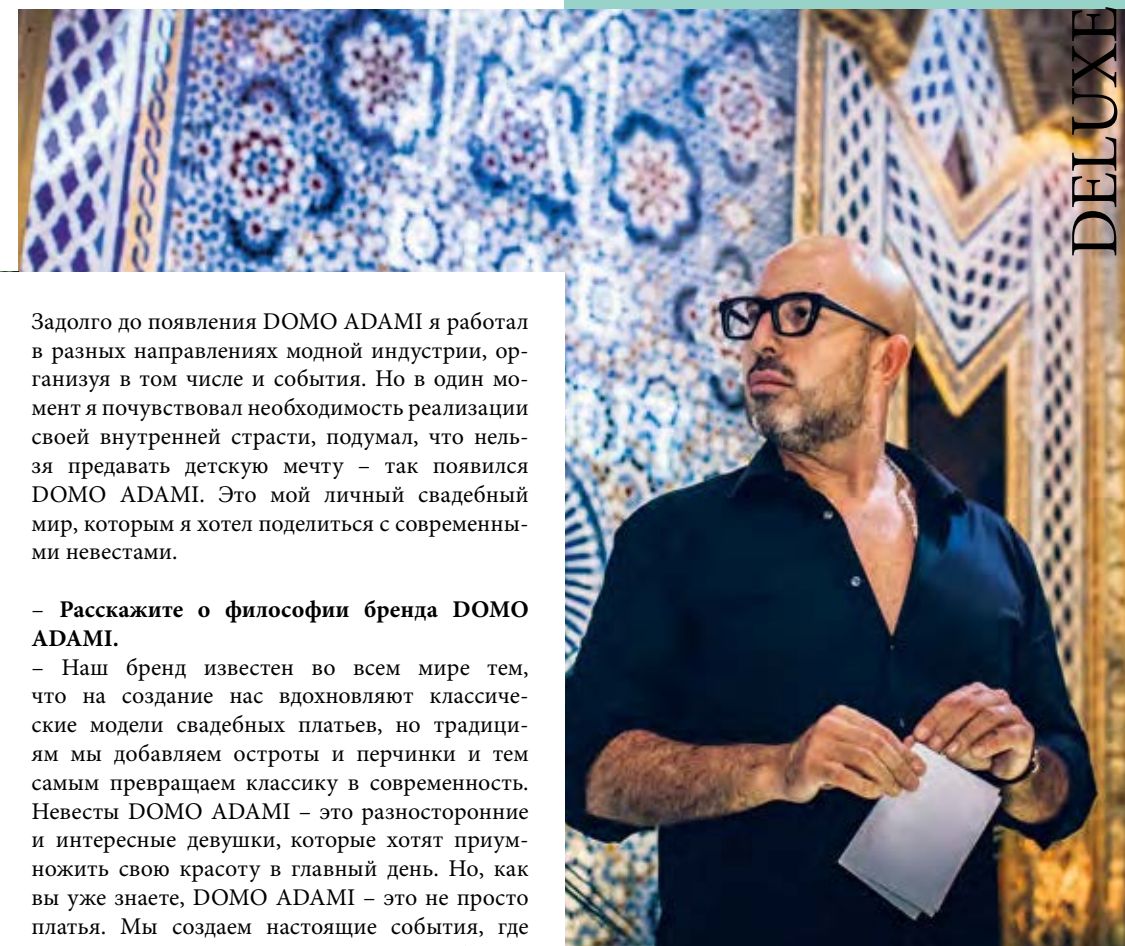 DELUXE
Задолго до появления DOMO ADAMI я работал
в разных направлениях модной индустрии, ор-
ганизуя в том числе и события. Но в один мо-
мент я почувствовал необходимость реализации
своей внутренней страсти, подумал, что нель-
зя предавать детскую мечту – так появился
DOMO ADAMI. Это мой личный свадебный
мир, которым я хотел поделиться с современны-
ми невестами.
– Расскажите о философии бренда DOMO
ADAMI.
– Наш бренд известен во всем мире тем,
что на создание нас вдохновляют классиче-
ские модели свадебных платьев, но традици-
ям мы добавляем остроты и перчинки и тем
самым превращаем классику в современность.
Невесты DOMO ADAMI – это разносторонние
и интересные девушки, которые хотят приум-
ножить свою красоту в главный день. Но, как
вы уже знаете, DOMO ADAMI – это не просто
платья. Мы создаем настоящие события, где